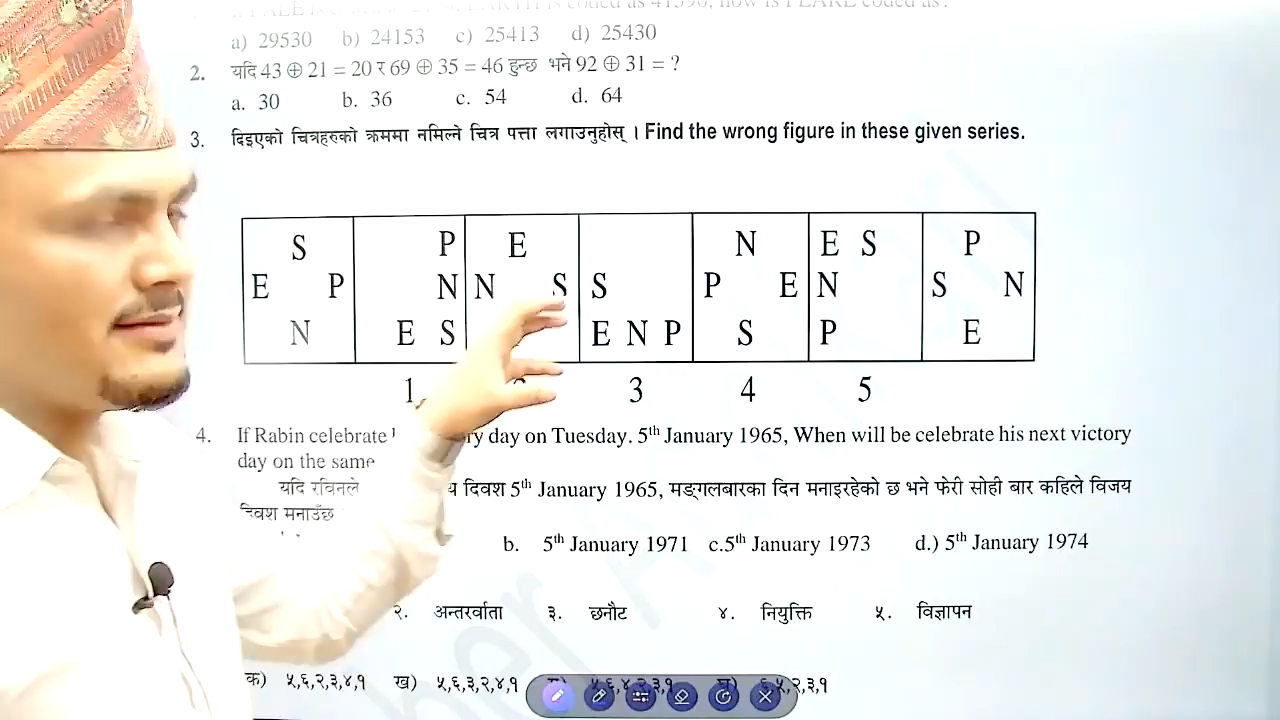 a) 29530 b) 24153 c) 25413 d) 25430
2. यदि 43 ⊕ 21 = 20 र 69 ⊕ 35 = 46 हुन्छ भने 92 ⊕ 31 = ?
a. 30 b. 36 c. 54 d. 64
3. दिइएको चित्रहरुको क्रममा नमिल्ने चित्र पत्ता लगाउनुहोस् । Find the wrong figure in these given series.
S P E N E S P
E P N N S S P E N S N
N E S E N P S P E
1 3 4 5
4. If Rabin celebrate day on Tuesday. 5th January 1965, When will be celebrate his next victory
day on the same
यदि रविनले दिवश 5th January 1965, मङ्गलबारका दिन मनाइरहेको छ भने फेरी सोही बार कहिले विजय
दिवश मनाउँछ
b. 5th January 1971 c.5th January 1973 d.) 5th January 1974
२. अन्तरर्वाता ३. छनौट ४. नियुक्ति ५. विज्ञापन
क) ५,६,२,३,४,१ ख) ५,६,३,२,४,१